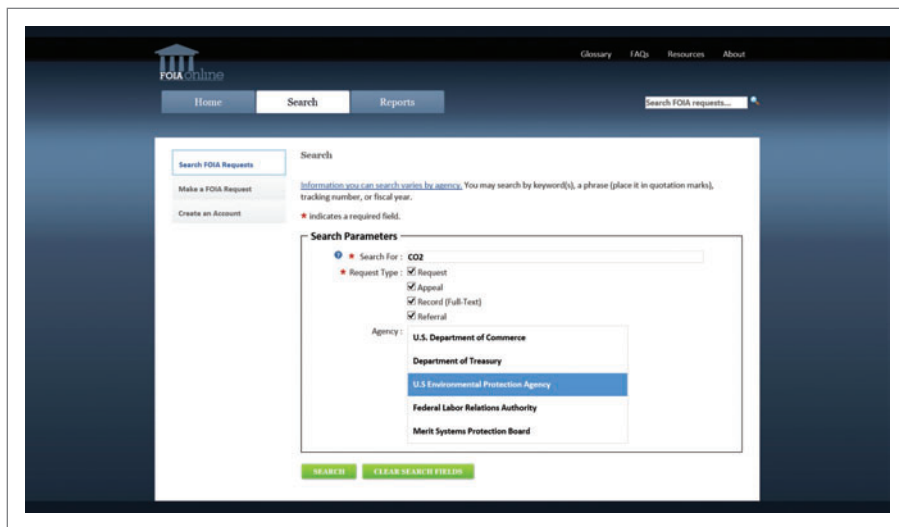 Glossary FAQs Resources About
FOIA online
Home Search Reports
Search FOIA requests...
Search FOIA Requests
Make a FOIA Request
Create an Account
Search
Information you can search varies by agency. You may search by keyword(s), a phrase (place it in quotation marks),
tracking number, or fiscal year.
* indicates a required field.
Search Parameters
? * Search For : CO2
* Request Type : Request
Appeal
Record (Full-Text)
Referral
Agency :
U.S. Department of Commerce
Department of Treasury
U.S Environmental Protection Agency
Federal Labor Relations Authority
Merit Systems Protection Board
SEARCH CLEAR SEARCH FIELDS